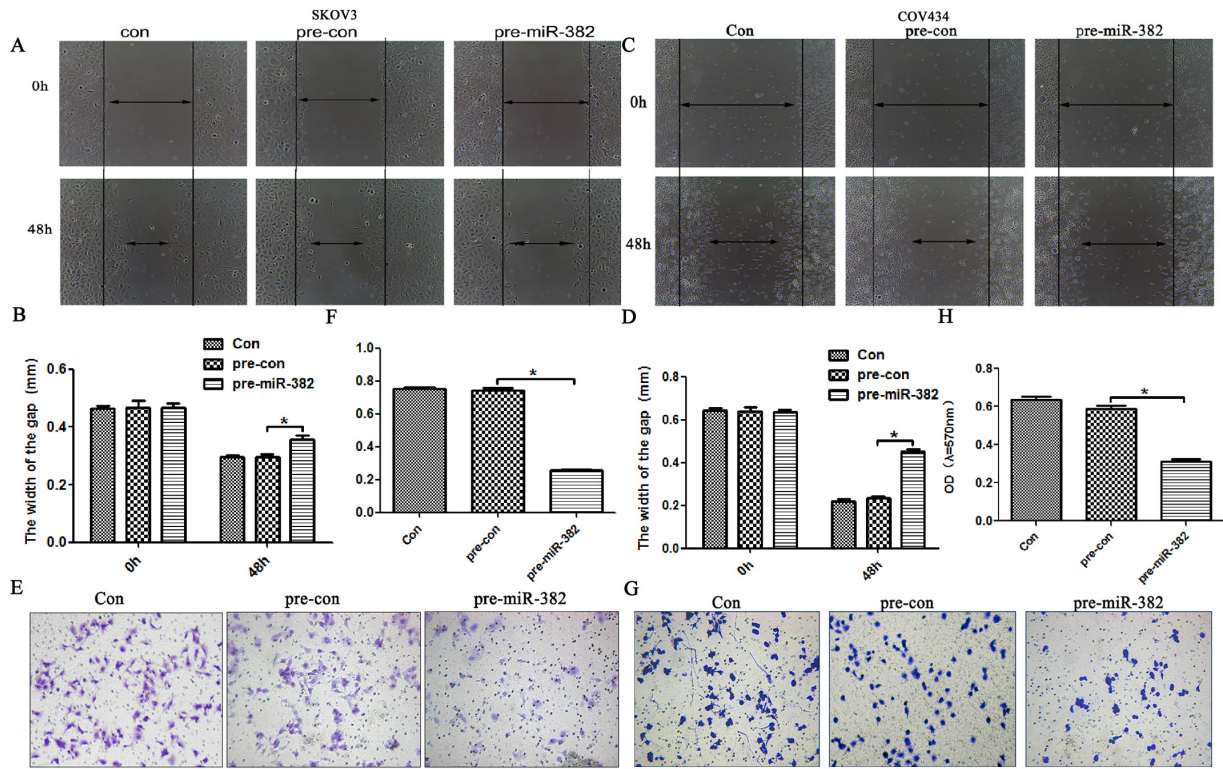 SKOV3
A
con
pre-con
pre-miR-382
0h
48h
COV434
C
Con
pre-con
pre-miR-382
0h
48h
B
The width of the gap (mm)
0.6
0.4
0.2
0.0
Con
pre-con
pre-miR-382
*
0h
48h
F
1.0
0.8
0.6
0.4
0.2
0.0
*
Con
pre-con
pre-miR-382
D
The width of the gap (mm)
0.8
0.6
0.4
0.2
0.0
Con
pre-con
pre-miR-382
*
0h
48h
H
OD (λ=570nm)
0.8
0.6
0.4
0.2
0.0
*
Con
pre-con
pre-miR-382
E
Con
pre-con
pre-miR-382
G
Con
pre-con
pre-miR-382